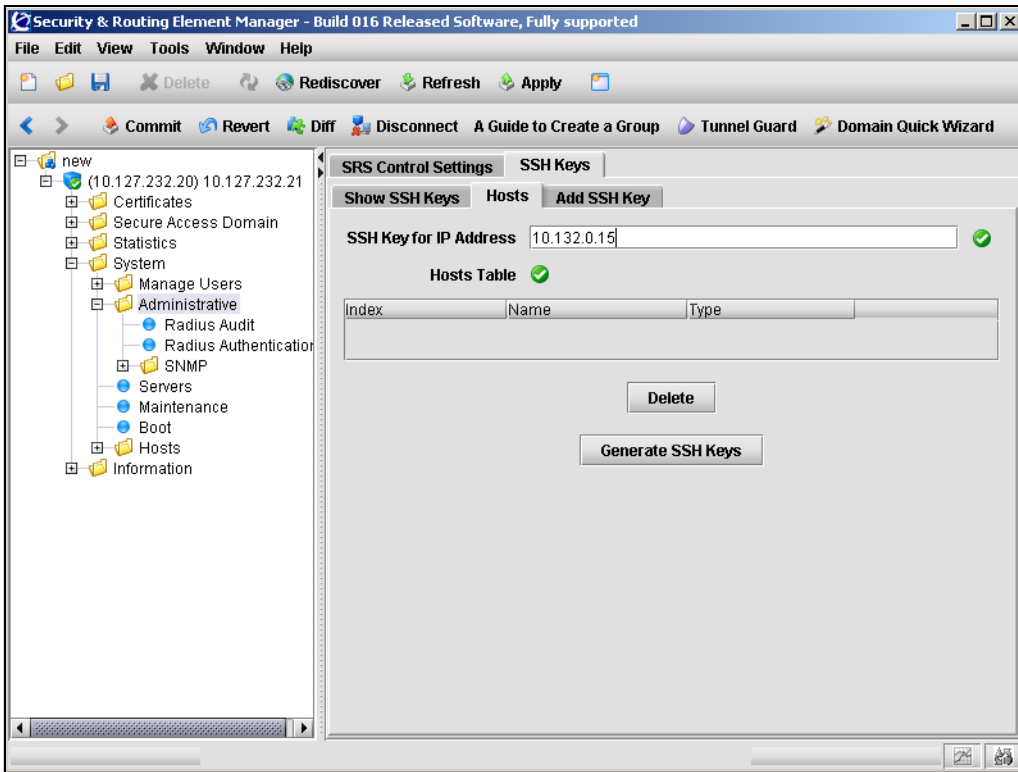 Security & Routing Element Manager - Build 016 Released Software, Fully supported
File Edit View Tools Window Help
Delete Rediscover Refresh Apply
Commit Revert Diff Disconnect A Guide to Create a Group Tunnel Guard Domain Quick Wizard
new
(10.127.232.20) 10.127.232.21
Certificates
Secure Access Domain
Statistics
System
Manage Users
Administrative
Radius Audit
Radius Authentication
SNMP
Servers
Maintenance
Boot
Hosts
Information
SRS Control Settings SSH Keys
Show SSH Keys Hosts Add SSH Key
SSH Key for IP Address 10.132.0.15
Hosts Table
Index Name Type
Delete
Generate SSH Keys